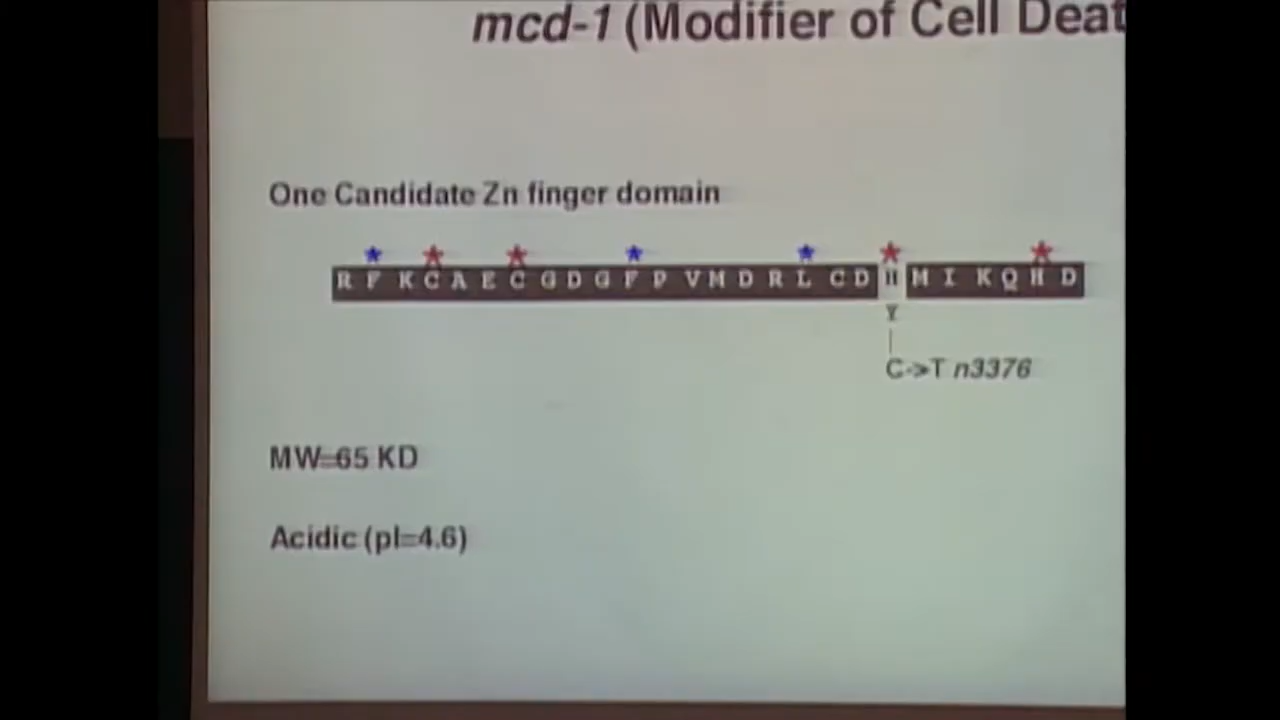 mcd-1 (Modifier of Cell Deat
One Candidate Zn finger domain
R F K C A E C G D G F P V M D R L C D H M I K Q H D
Y
C->T n3376
MW=65 KD
Acidic (pI=4.6)